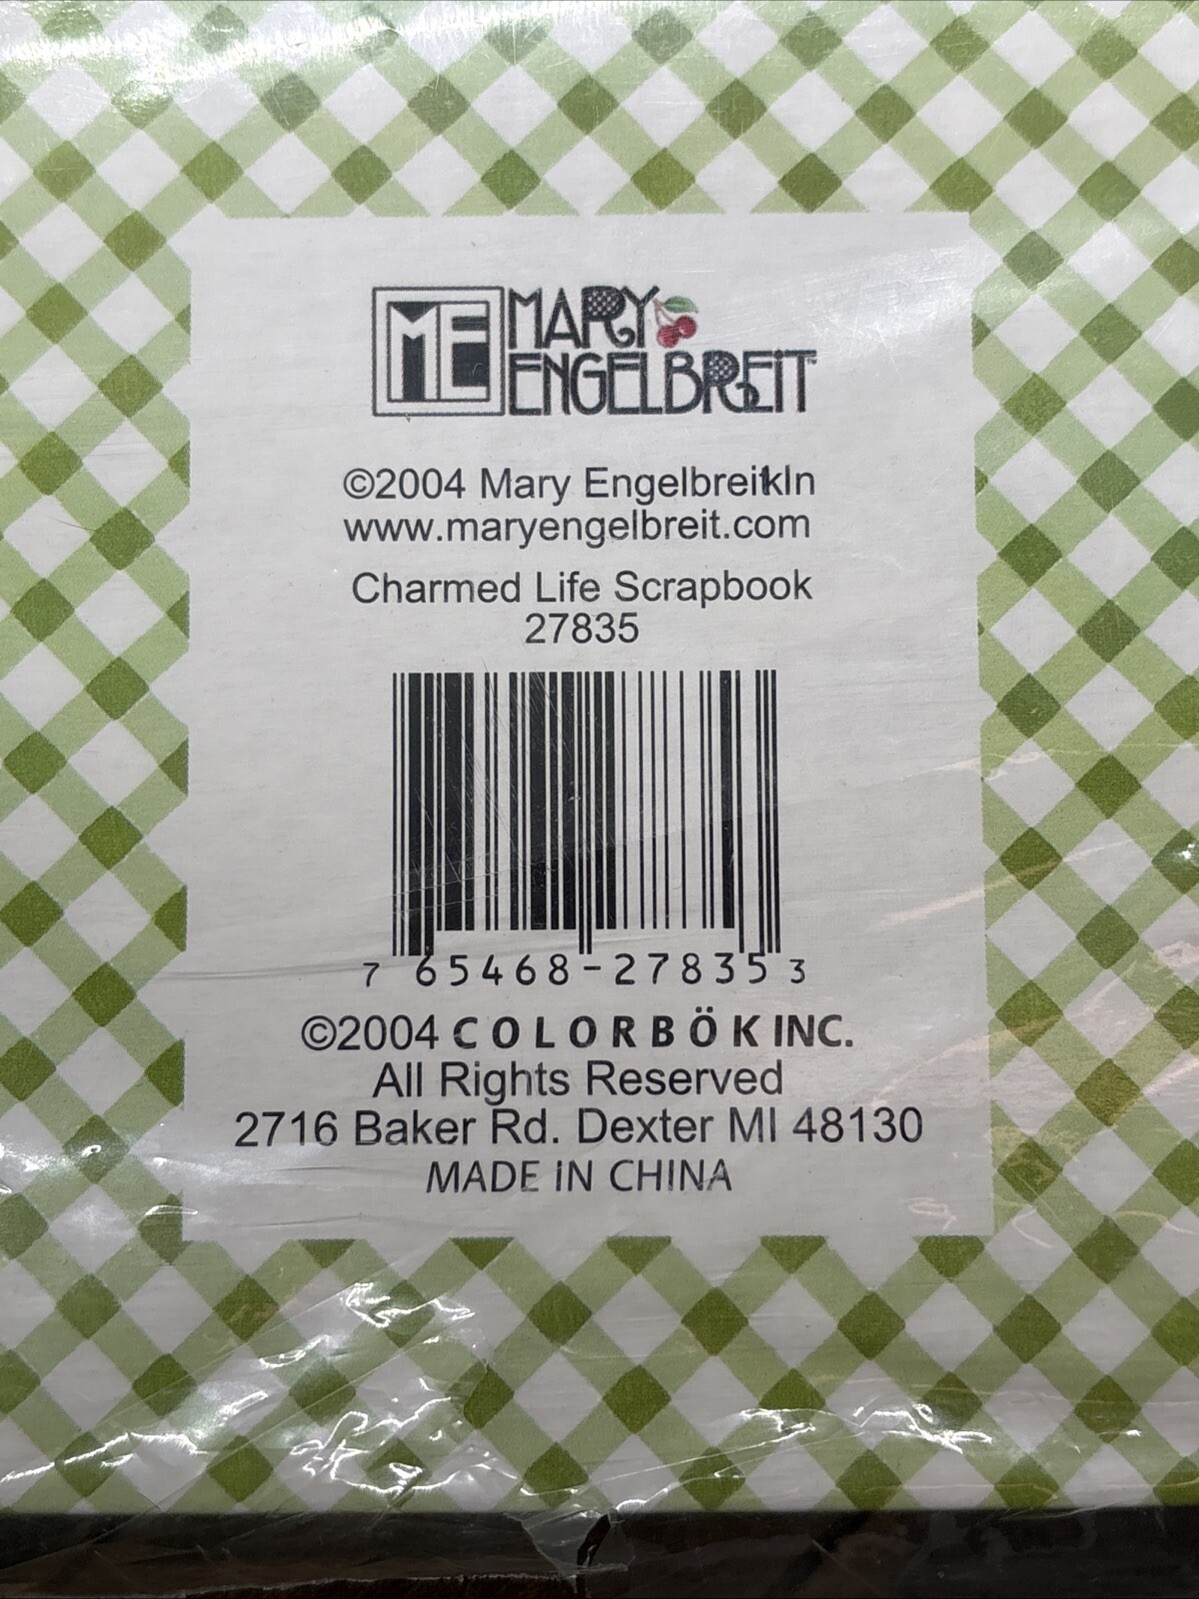 ME MARY
ENGELBREIT
©2004 Mary EngelbreitkIn
www.maryengelbreit.com
Charmed Life Scrapbook
27835
7 65468-27835 3
©2004 COLORBÖK INC.
All Rights Reserved
2716 Baker Rd. Dexter MI 48130
MADE IN CHINA